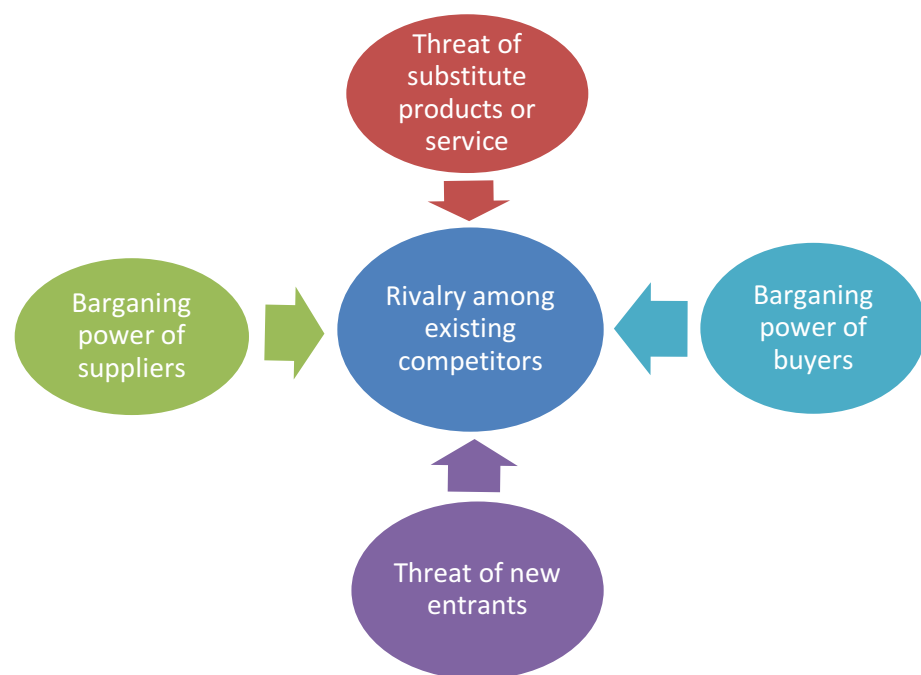 Threat of
substitute
products or
service
Barganing
power of
suppliers
Rivalry among
existing
competitors
Barganing
power of
buyers
Threat of new
entrants